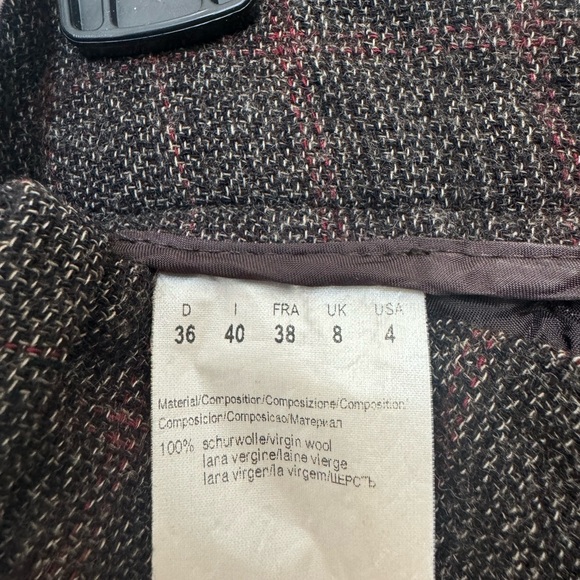 D I FRA UK USA
36 40 38 8 4
Material/Composition/Composizione/Composition
Composicion/Composicao/Материал
100% schurwolle/virgin wool
lana vergine/laine vierge
lana virgen/la virgem/ШЕРСТЬ